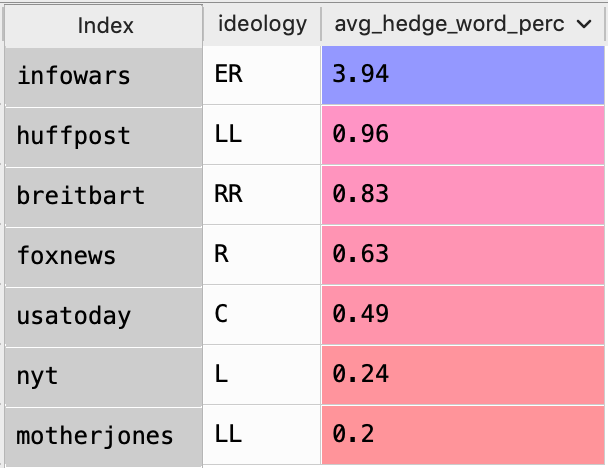 Index ideology avg_hedge_word_perc
infowars ER 3.94
huffpost LL 0.96
breitbart RR 0.83
foxnews R 0.63
usatoday C 0.49
nyt L 0.24
motherjones LL 0.2